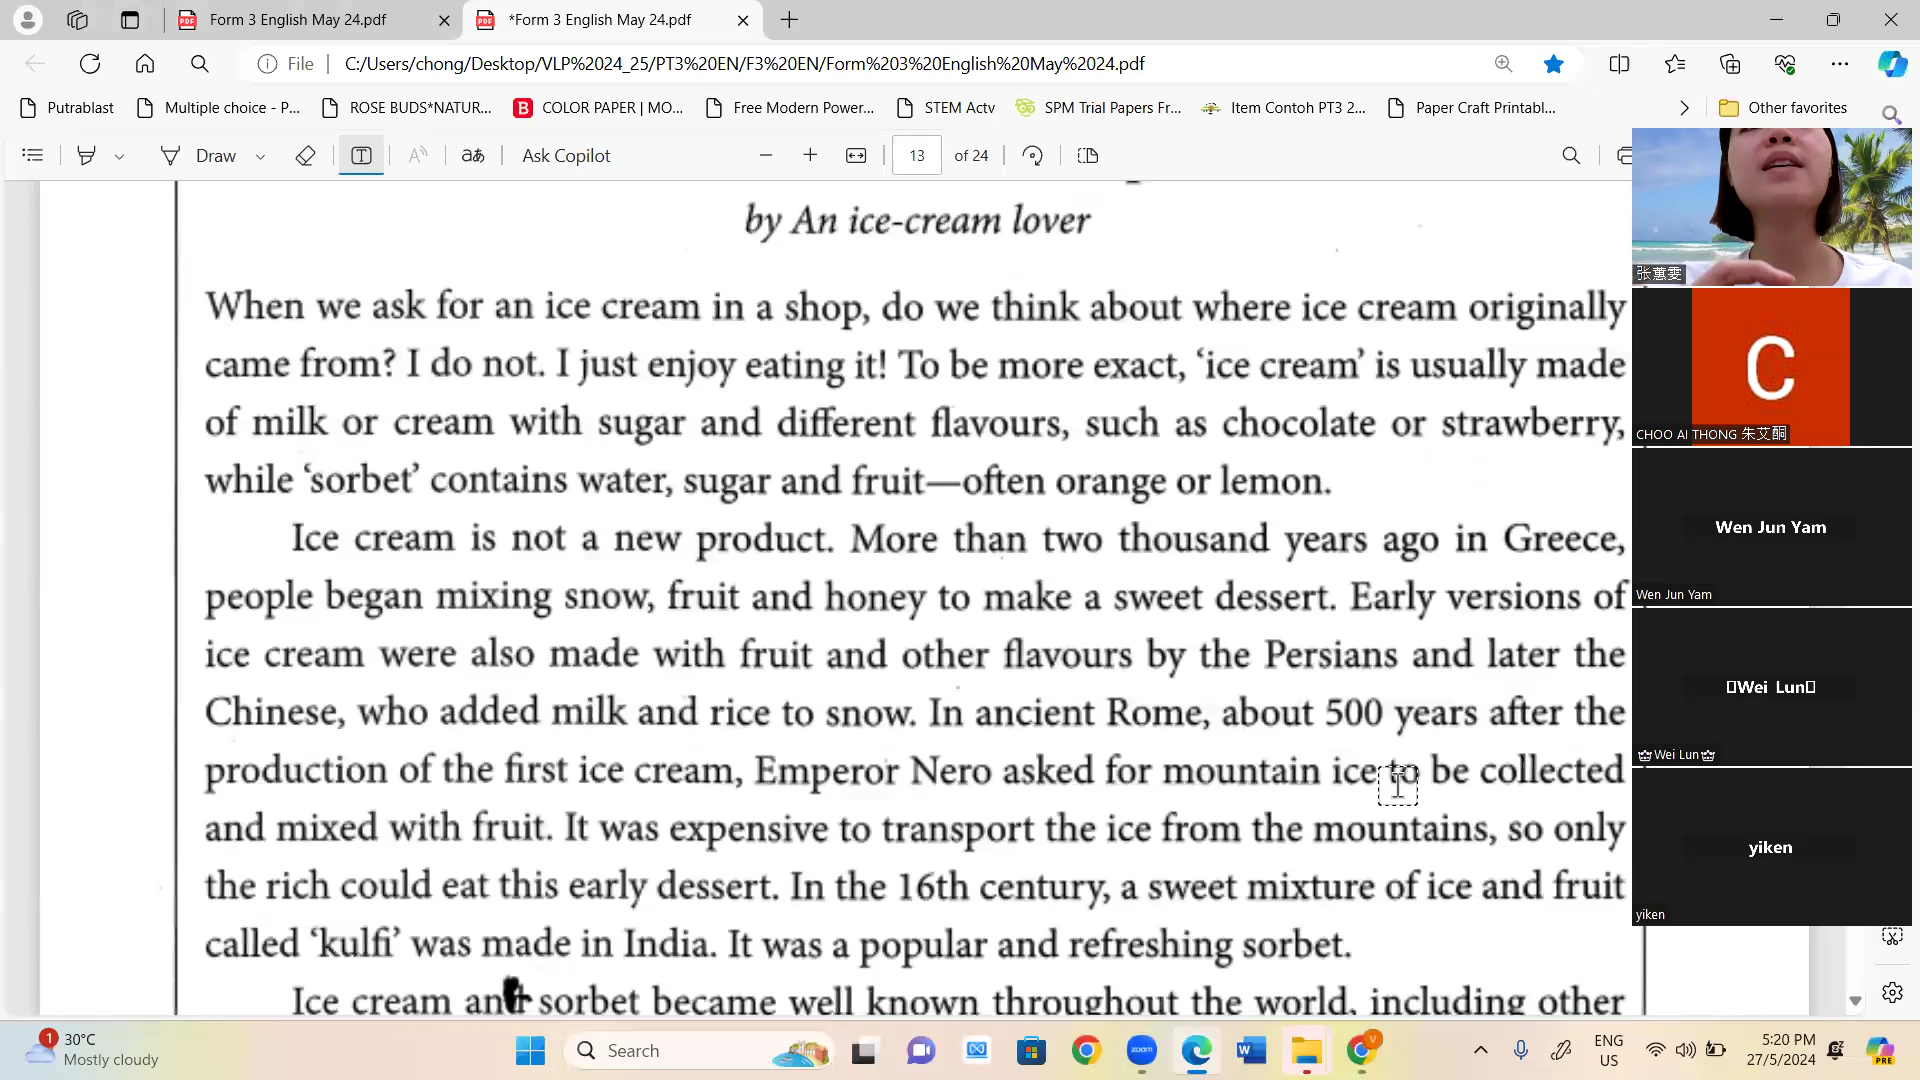 Form 3 English May 24.pdf
*Form 3 English May 24.pdf
File
C:/Users/chong/Desktop/VLP%2024_25/PT3%20EN/F3%20EN/Form%203%20English%20May%2024.pdf
Putrablast
Multiple choice - P...
ROSE BUDS*NATUR...
COLOR PAPER | MO...
Free Modern Power...
STEM Actv
SPM Trial Papers Fr...
Item Contoh PT3 2...
Paper Craft Printabl...
Other favorites
Draw
Ask Copilot
13
of 24
by An ice-cream lover
When we ask for an ice cream in a shop, do we think about where ice cream originally
came from? I do not. I just enjoy eating it! To be more exact, ‘ice cream’ is usually made
of milk or cream with sugar and different flavours, such as chocolate or strawberry,
while ‘sorbet’ contains water, sugar and fruit—often orange or lemon.
Ice cream is not a new product. More than two thousand years ago in Greece,
people began mixing snow, fruit and honey to make a sweet dessert. Early versions of
ice cream were also made with fruit and other flavours by the Persians and later the
Chinese, who added milk and rice to snow. In ancient Rome, about 500 years after the
production of the first ice cream, Emperor Nero asked for mountain ice to be collected
and mixed with fruit. It was expensive to transport the ice from the mountains, so only
the rich could eat this early dessert. In the 16th century, a sweet mixture of ice and fruit
called ‘kulfi’ was made in India. It was a popular and refreshing sorbet.
Ice cream and sorbet became well known throughout the world, including other
张蕙雯
C
CHOO AI THONG 朱艾酮
Wen Jun Yam
Wen Jun Yam
Wei Lun
Wei Lun
yiken
yiken
1
30°C
Mostly cloudy
Search
zoom
W
V
ENG
US
5:20 PM
27/5/2024
PRE